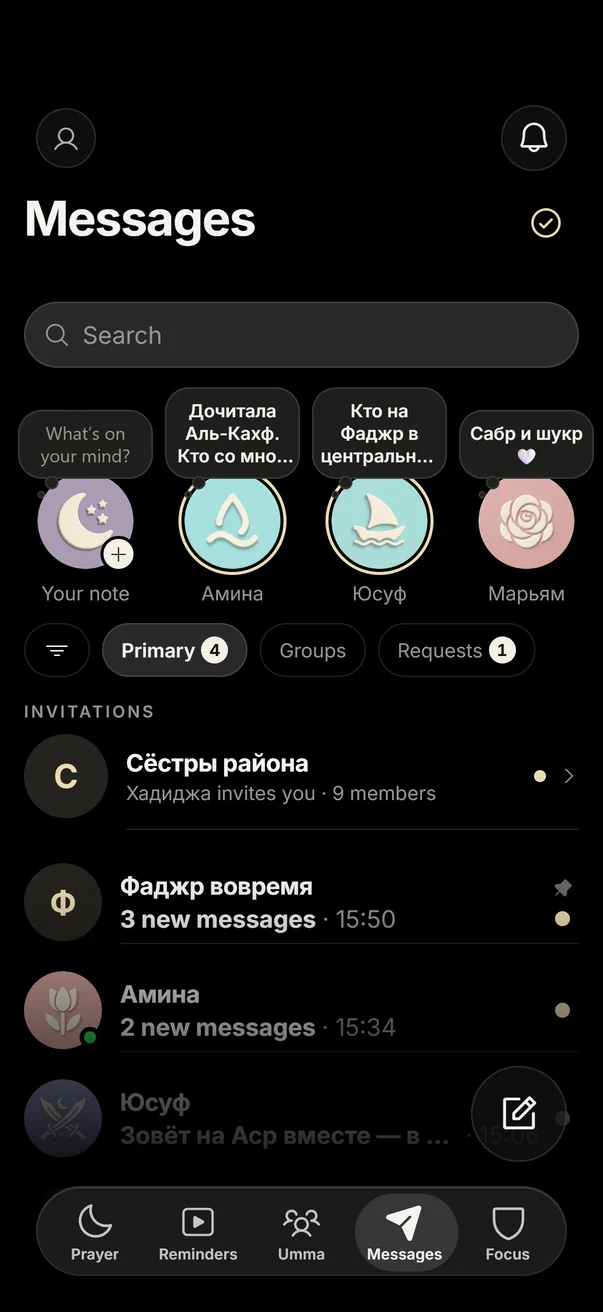 Messages
Search
What's on
your mind?
Дочитала
Аль-Кахф.
Кто со мно...
Кто на
Фаджр в
центральн...
Сабр и шукр
🤍
Your note
Амина
Юсуф
Марьям
Primary 4
Groups
Requests 1
INVITATIONS
С
Сёстры района
Хадиджа invites you · 9 members
Ф
Фаджр вовремя
3 new messages · 15:50
Амина
2 new messages · 15:34
Юсуф
Зовёт на Аср вместе — в ... · 15:06
Prayer
Reminders
Umma
Messages
Focus